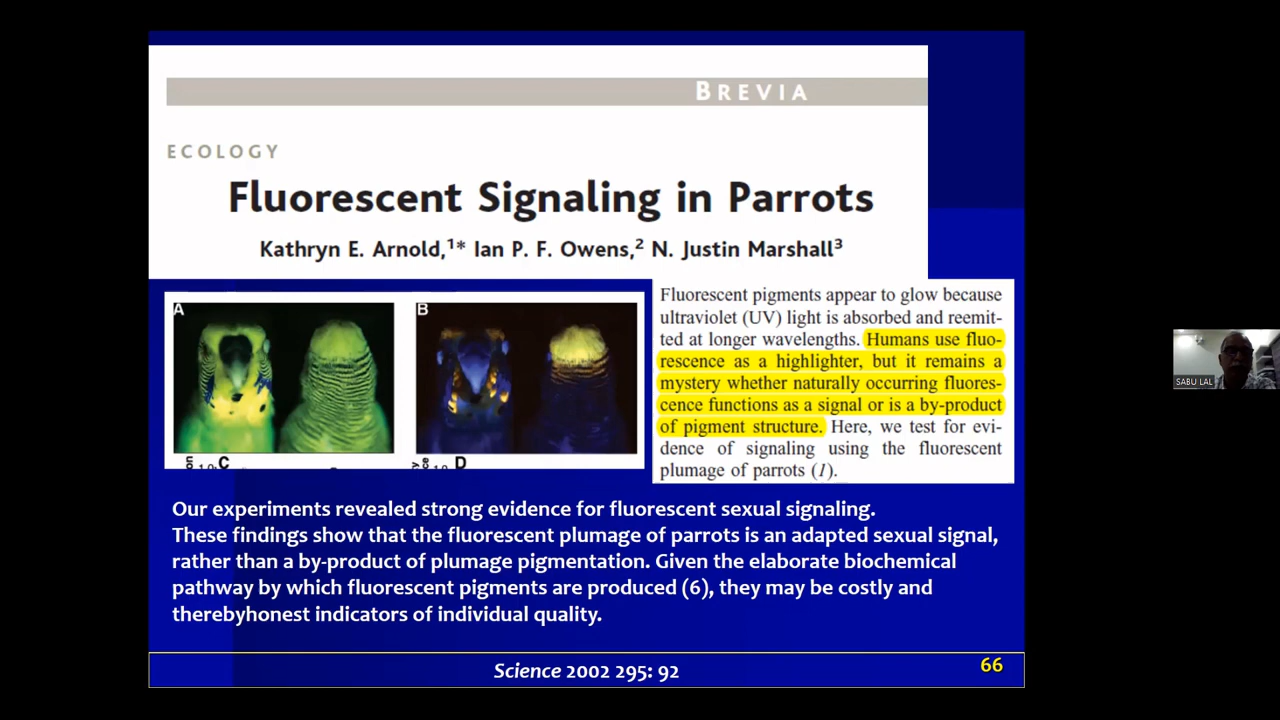 BREVIA
ECOLOGY
Fluorescent Signaling in Parrots
Kathryn E. Arnold,1* Ian P. F. Owens,2 N. Justin Marshall3
A
B
C
D
1.0
1.0
Fluorescent pigments appear to glow because
ultraviolet (UV) light is absorbed and reemit-
ted at longer wavelengths. Humans use fluo-
rescence as a highlighter, but it remains a
mystery whether naturally occurring fluores-
cence functions as a signal or is a by-product
of pigment structure. Here, we test for evi-
dence of signaling using the fluorescent
plumage of parrots (1).
Our experiments revealed strong evidence for fluorescent sexual signaling.
These findings show that the fluorescent plumage of parrots is an adapted sexual signal,
rather than a by-product of plumage pigmentation. Given the elaborate biochemical
pathway by which fluorescent pigments are produced (6), they may be costly and
therebyhonest indicators of individual quality.
Science 2002 295: 92
66
SABU LAL